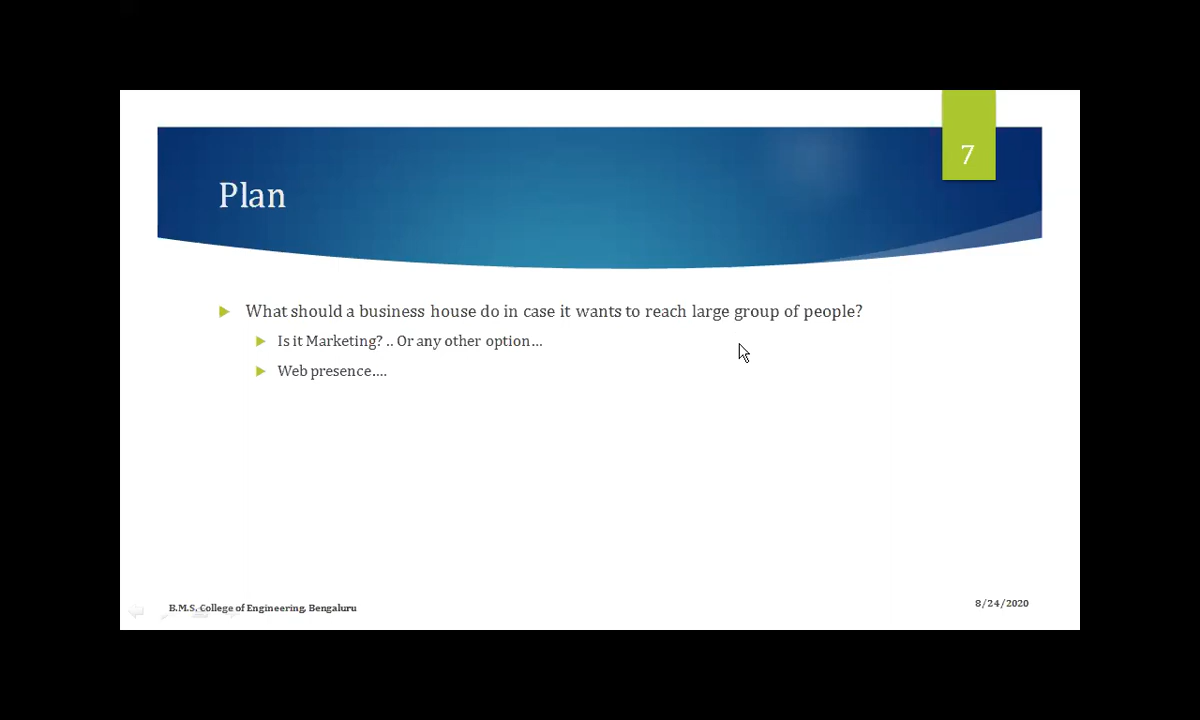 7
Plan
What should a business house do in case it wants to reach large group of people?
Is it Marketing? .. Or any other option...
Web presence....
B.M.S. College of Engineering, Bengaluru
8/24/2020